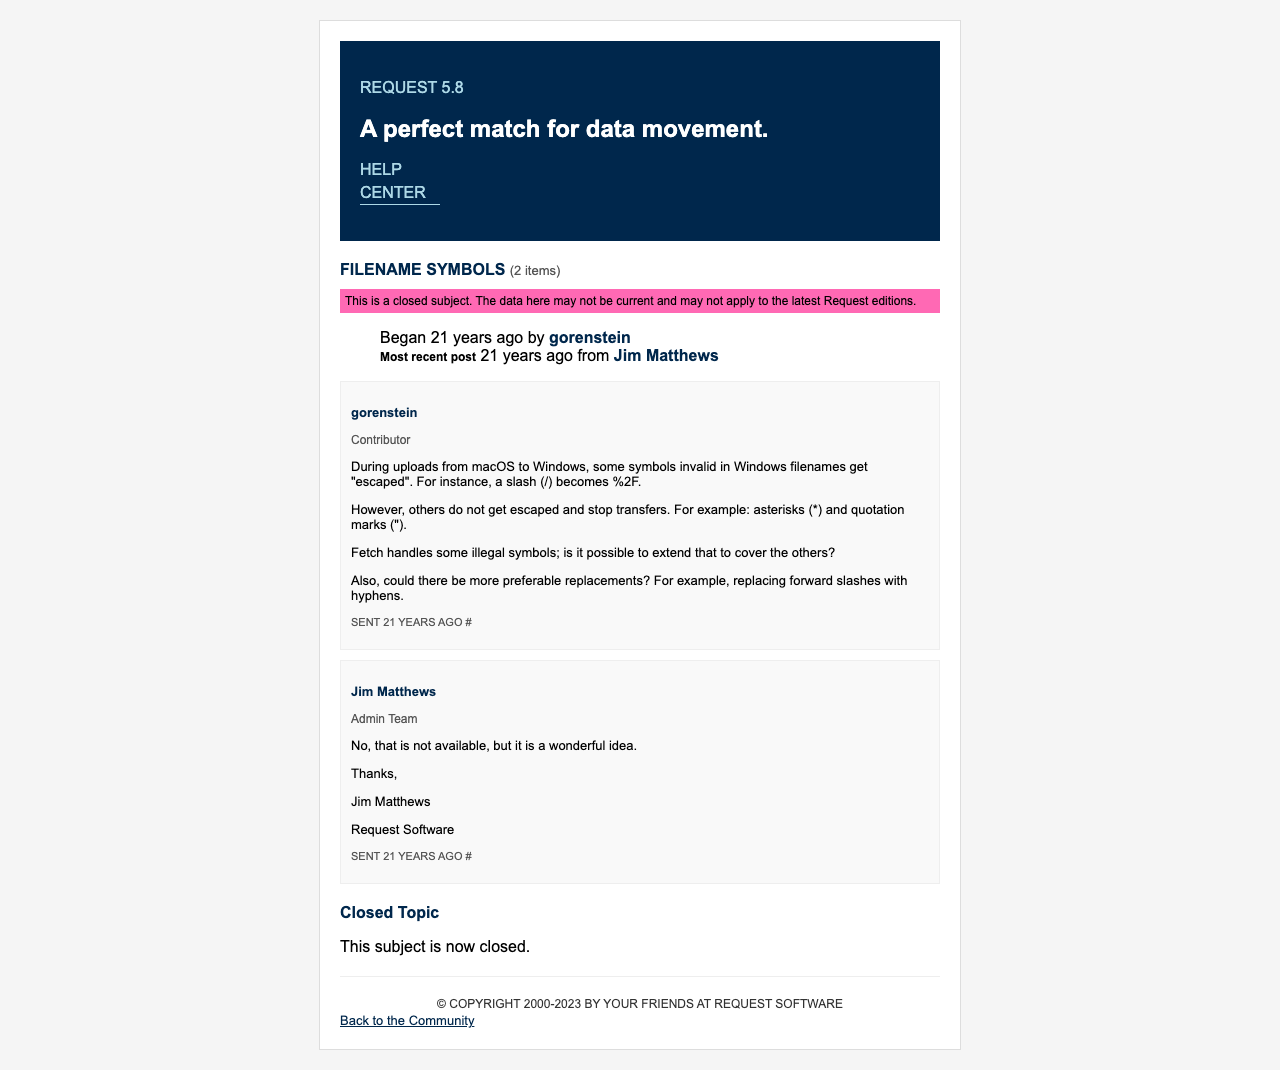 REQUEST 5.8
A perfect match for data movement.
HELP
CENTER
FILENAME SYMBOLS (2 items)
This is a closed subject. The data here may not be current and may not apply to the latest Request editions.
Began 21 years ago by gorenstein
Most recent post 21 years ago from Jim Matthews
gorenstein
Contributor
During uploads from macOS to Windows, some symbols invalid in Windows filenames get
"escaped". For instance, a slash (/) becomes %2F.
However, others do not get escaped and stop transfers. For example: asterisks (*) and quotation
marks (").
Fetch handles some illegal symbols; is it possible to extend that to cover the others?
Also, could there be more preferable replacements? For example, replacing forward slashes with
hyphens.
SENT 21 YEARS AGO #
Jim Matthews
Admin Team
No, that is not available, but it is a wonderful idea.
Thanks,
Jim Matthews
Request Software
SENT 21 YEARS AGO #
Closed Topic
This subject is now closed.
© COPYRIGHT 2000-2023 BY YOUR FRIENDS AT REQUEST SOFTWARE
Back to the Community